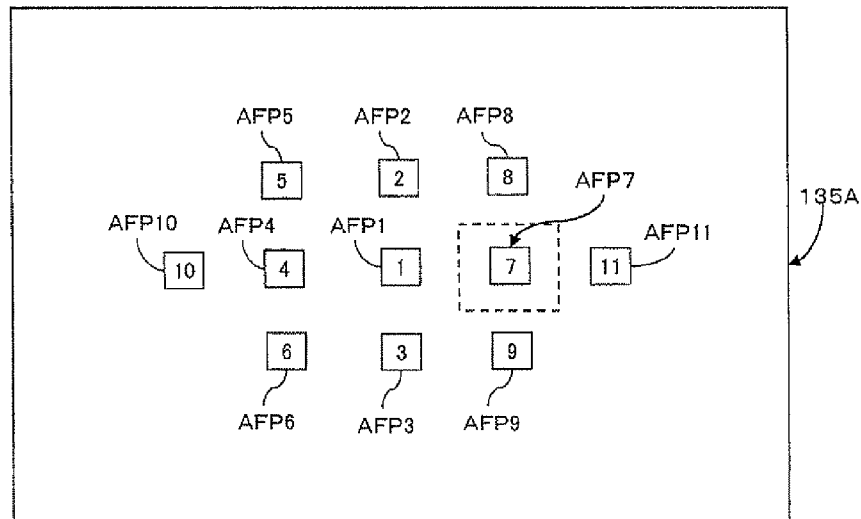 AFP5 AFP2 AFP8
5 2 8
AFP7
135A
AFP10 AFP4 AFP1 AFP11
10 4 1 7 11
6 3 9
AFP6 AFP3 AFP9